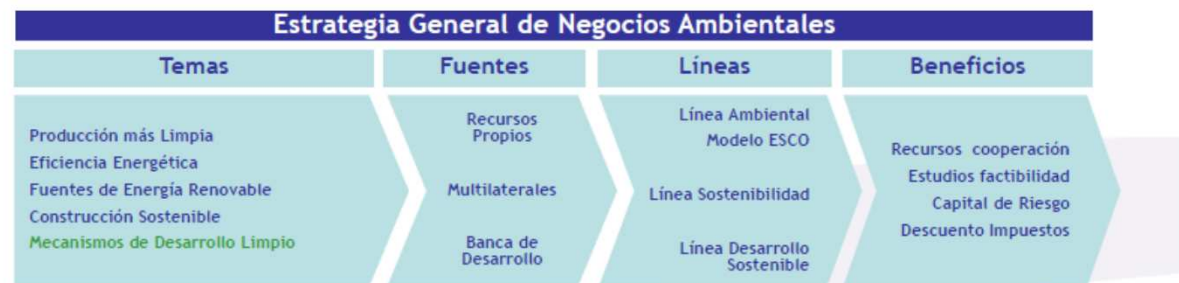 Estrategia General de Negocios Ambientales
Temas
Fuentes
Líneas
Beneficios
Producción más Limpia
Eficiencia Energética
Fuentes de Energía Renovable
Construcción Sostenible
Mecanismos de Desarrollo Limpio
Recursos
Propios
Multilaterales
Banca de
Desarrollo
Línea Ambiental
Modelo ESCO
Línea Sostenibilidad
Línea Desarrollo
Sostenible
Recursos cooperación
Estudios factibilidad
Capital de Riesgo
Descuento Impuestos